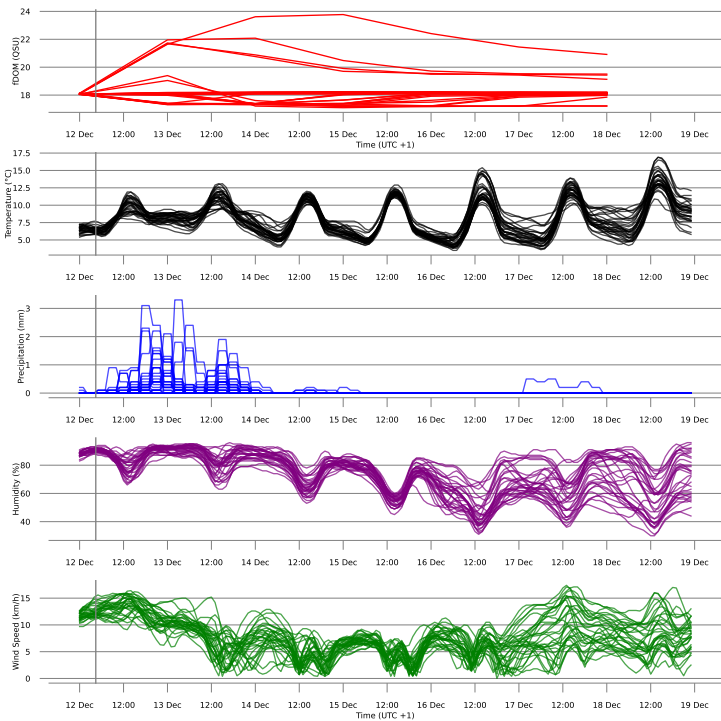 24
22
20
18
fDOM (QSU)
12 Dec 12:00 13 Dec 12:00 14 Dec 12:00 15 Dec 12:00 16 Dec 12:00 17 Dec 12:00 18 Dec 12:00 19 Dec
Time (UTC +1)
17.5
15.0
12.5
10.0
7.5
5.0
Temperature (°C)
12 Dec 12:00 13 Dec 12:00 14 Dec 12:00 15 Dec 12:00 16 Dec 12:00 17 Dec 12:00 18 Dec 12:00 19 Dec
3
2
1
0
Precipitation (mm)
12 Dec 12:00 13 Dec 12:00 14 Dec 12:00 15 Dec 12:00 16 Dec 12:00 17 Dec 12:00 18 Dec 12:00 19 Dec
80
60
40
Humidity (%)
12 Dec 12:00 13 Dec 12:00 14 Dec 12:00 15 Dec 12:00 16 Dec 12:00 17 Dec 12:00 18 Dec 12:00 19 Dec
15
10
5
0
Wind Speed (km/h)
12 Dec 12:00 13 Dec 12:00 14 Dec 12:00 15 Dec 12:00 16 Dec 12:00 17 Dec 12:00 18 Dec 12:00 19 Dec
Time (UTC +1)